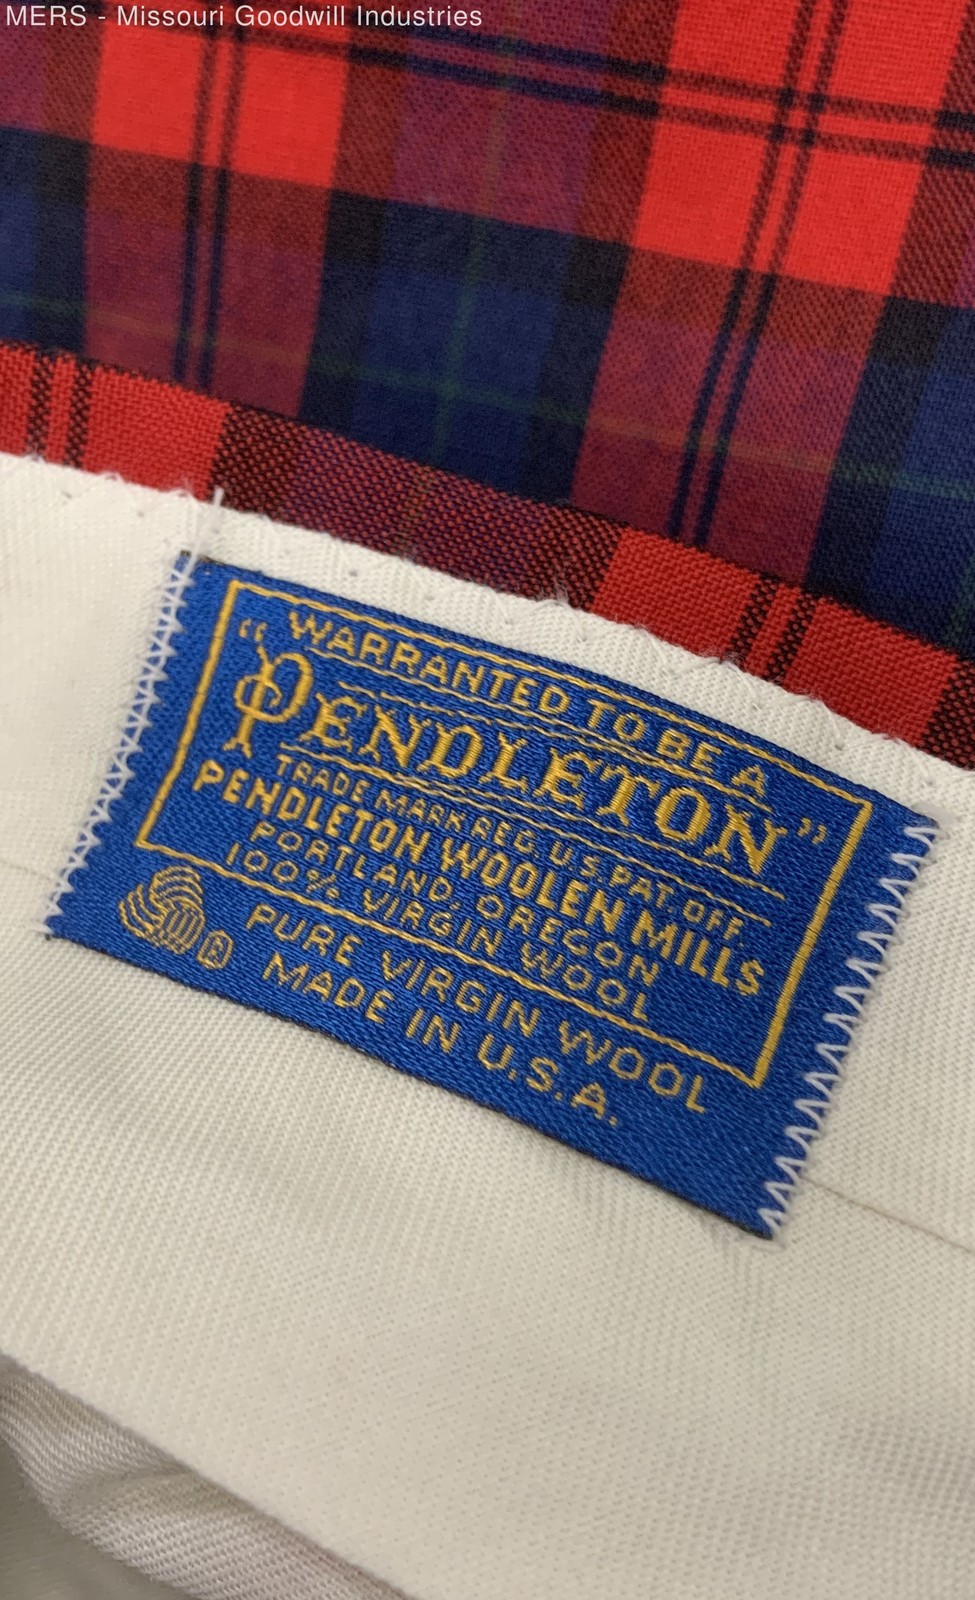 MERS - Missouri Goodwill Industries
WARRANTED TO BE A
"PENDLETON"
TRADE MARK REG. U.S. PAT. OFF.
PENDLETON WOOLEN MILLS
PORTLAND, OREGON
100% VIRGIN WOOL
PURE VIRGIN WOOL
R MADE IN U.S.A.